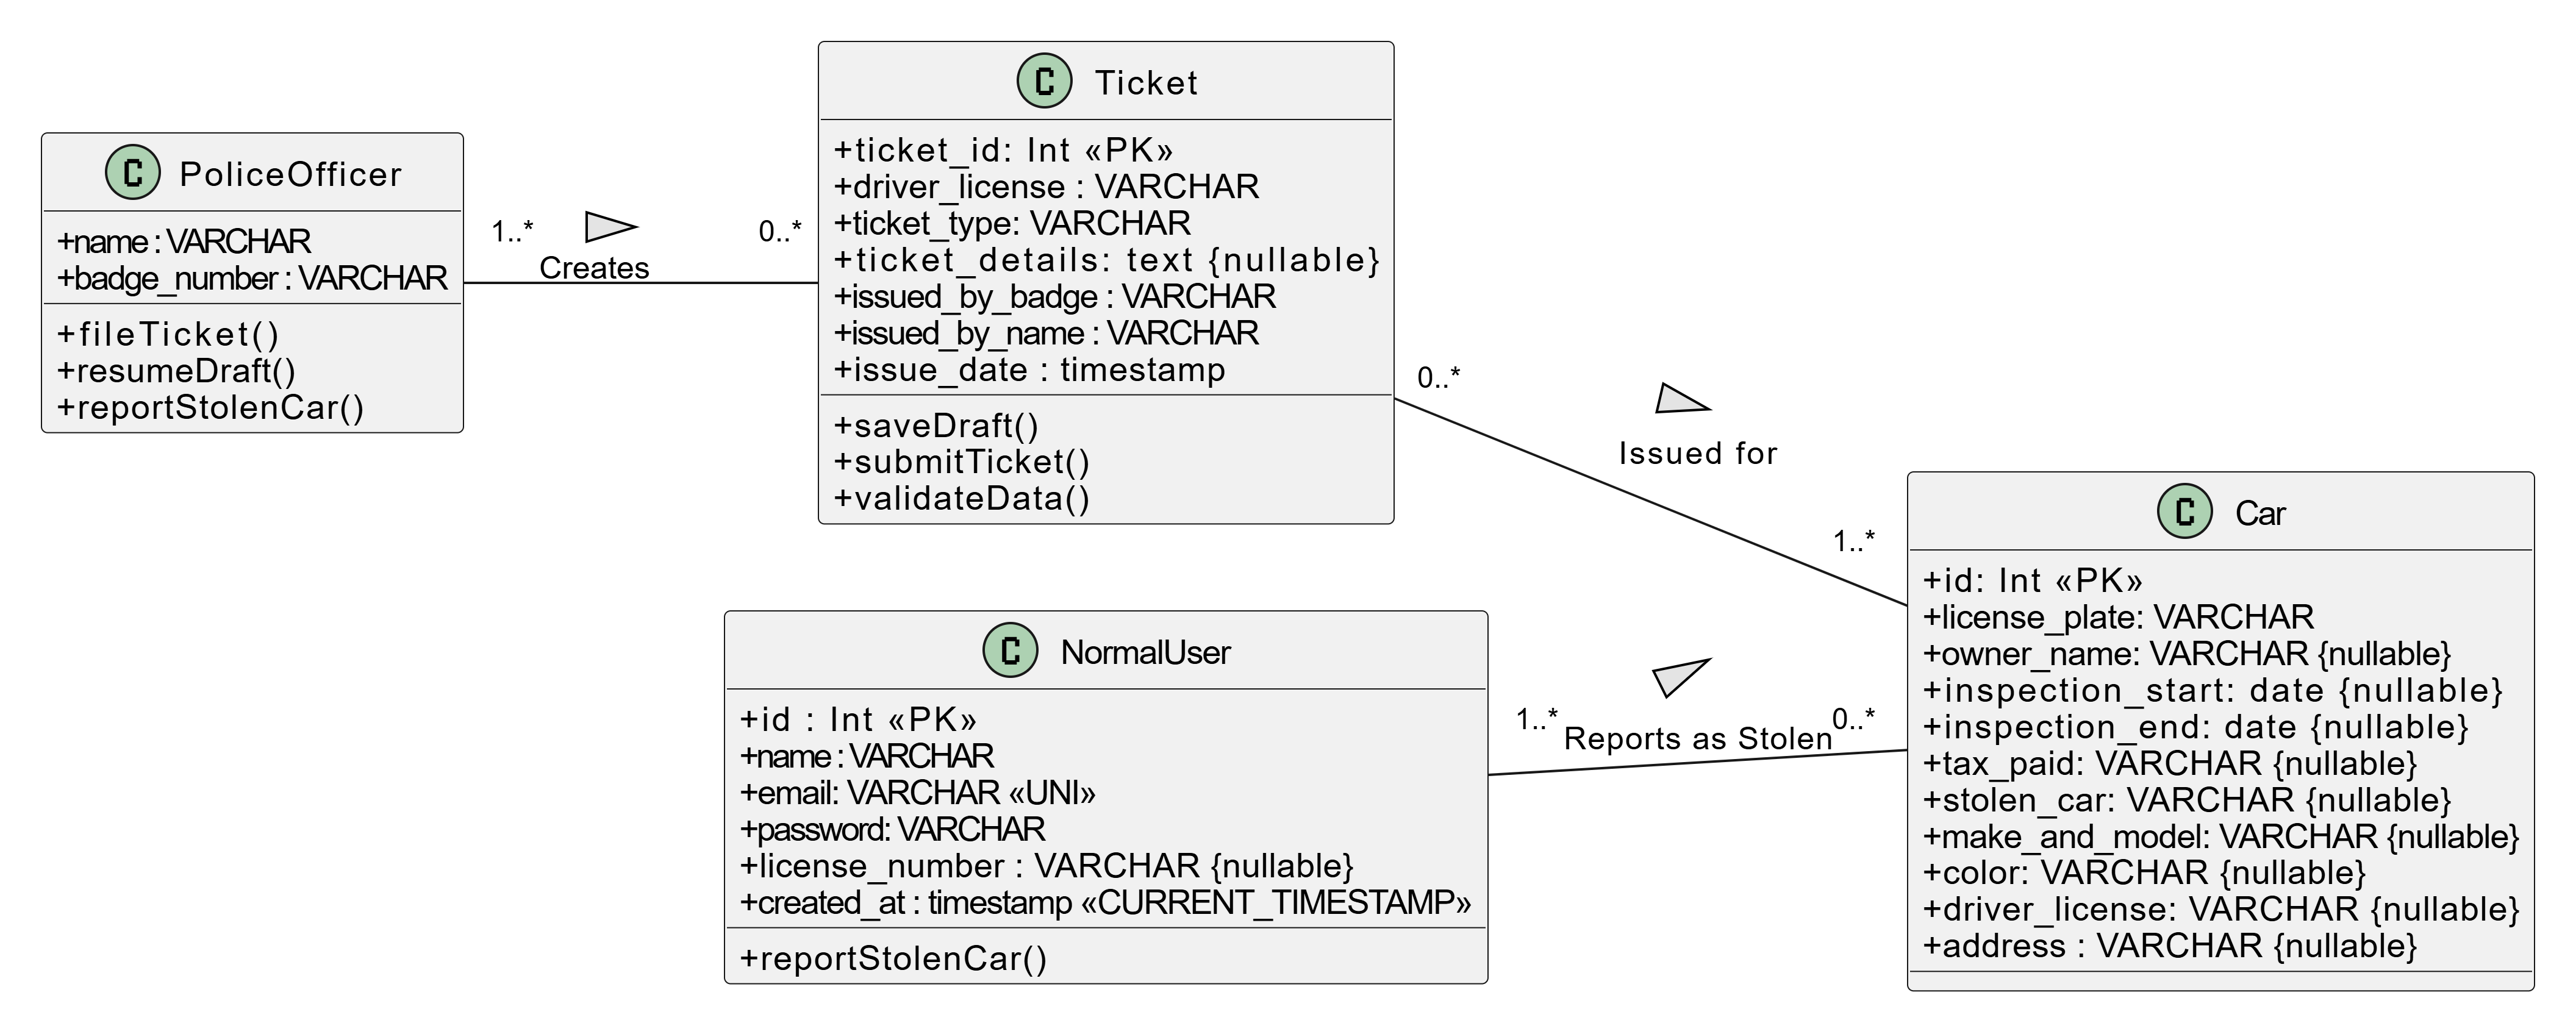 C PoliceOfficer
+name : VARCHAR
+badge_number : VARCHAR
+fileTicket()
+resumeDraft()
+reportStolenCar()
1..*
Creates
0..*
C Ticket
+ticket_id: Int «PK»
+driver_license : VARCHAR
+ticket_type: VARCHAR
+ticket_details: text {nullable}
+issued_by_badge : VARCHAR
+issued_by_name : VARCHAR
+issue_date : timestamp
+saveDraft()
+submitTicket()
+validateData()
0..*
Issued for
1..*
C NormalUser
+id : Int «PK»
+name : VARCHAR
+email: VARCHAR «UNI»
+password: VARCHAR
+license_number : VARCHAR {nullable}
+created_at : timestamp «CURRENT_TIMESTAMP»
+reportStolenCar()
1..*
Reports as Stolen
0..*
C Car
+id: Int «PK»
+license_plate: VARCHAR
+owner_name: VARCHAR {nullable}
+inspection_start: date {nullable}
+inspection_end: date {nullable}
+tax_paid: VARCHAR {nullable}
+stolen_car: VARCHAR {nullable}
+make_and_model: VARCHAR {nullable}
+color: VARCHAR {nullable}
+driver_license: VARCHAR {nullable}
+address : VARCHAR {nullable}